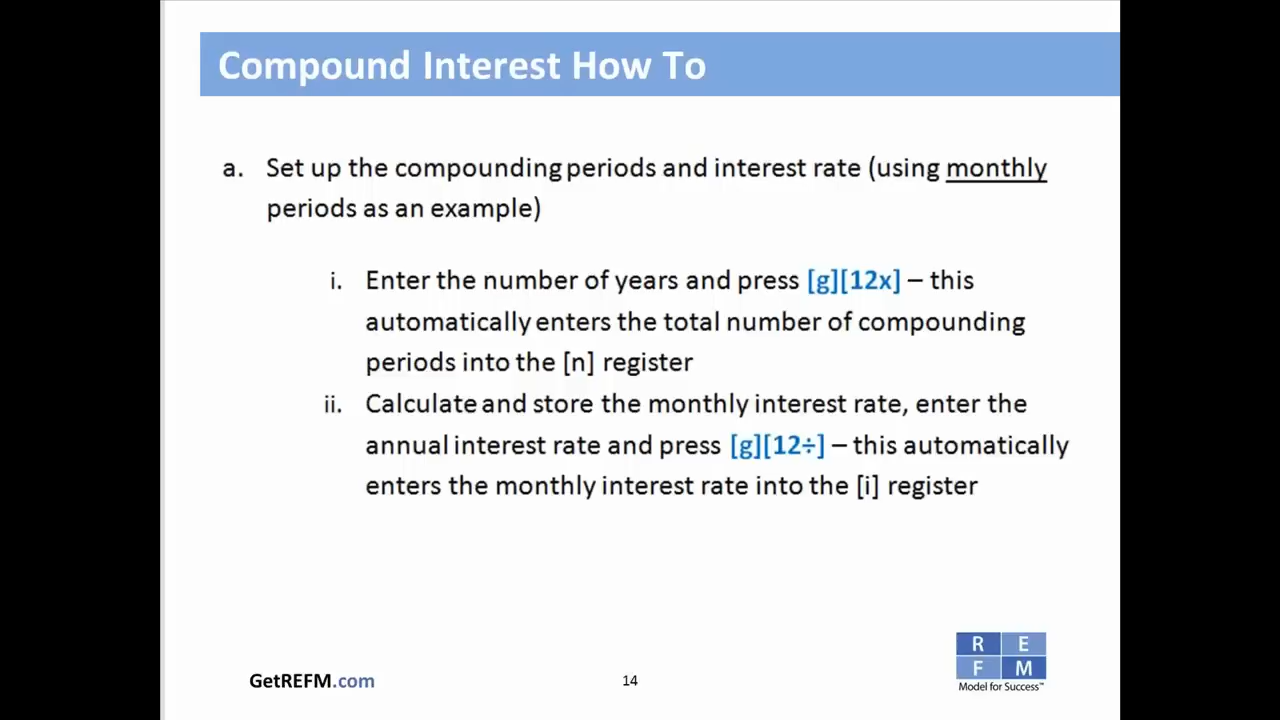 Compound Interest How To
a. Set up the compounding periods and interest rate (using monthly
periods as an example)
i. Enter the number of years and press [g][12x] – this
automatically enters the total number of compounding
periods into the [n] register
ii. Calculate and store the monthly interest rate, enter the
annual interest rate and press [g][12÷] – this automatically
enters the monthly interest rate into the [i] register
GetREFM.com
14
R E
F M
Model for Success™